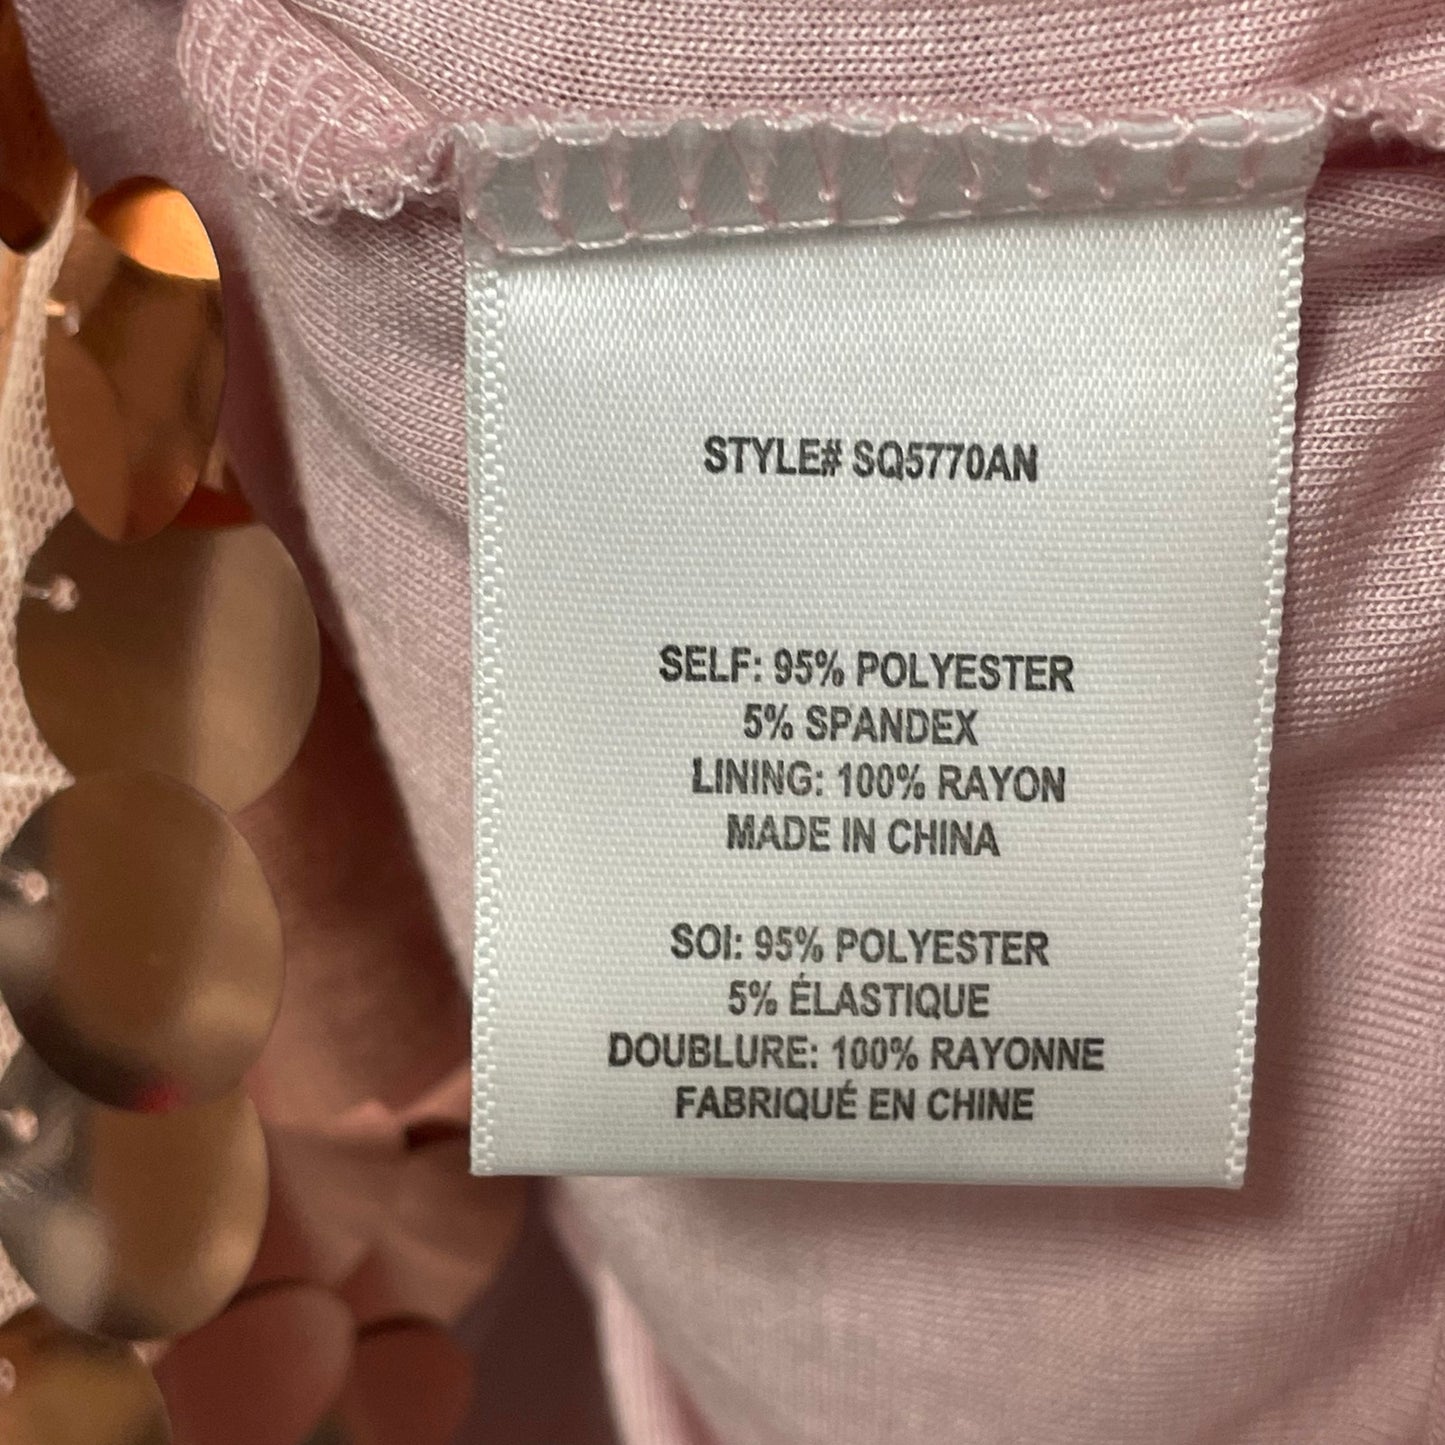 STYLE# SQ5770AN
SELF: 95% POLYESTER
5% SPANDEX
LINING: 100% RAYON
MADE IN CHINA
SOI: 95% POLYESTER
5% ÉLASTIQUE
DOUBLURE: 100% RAYONNE
FABRIQUÉ EN CHINE